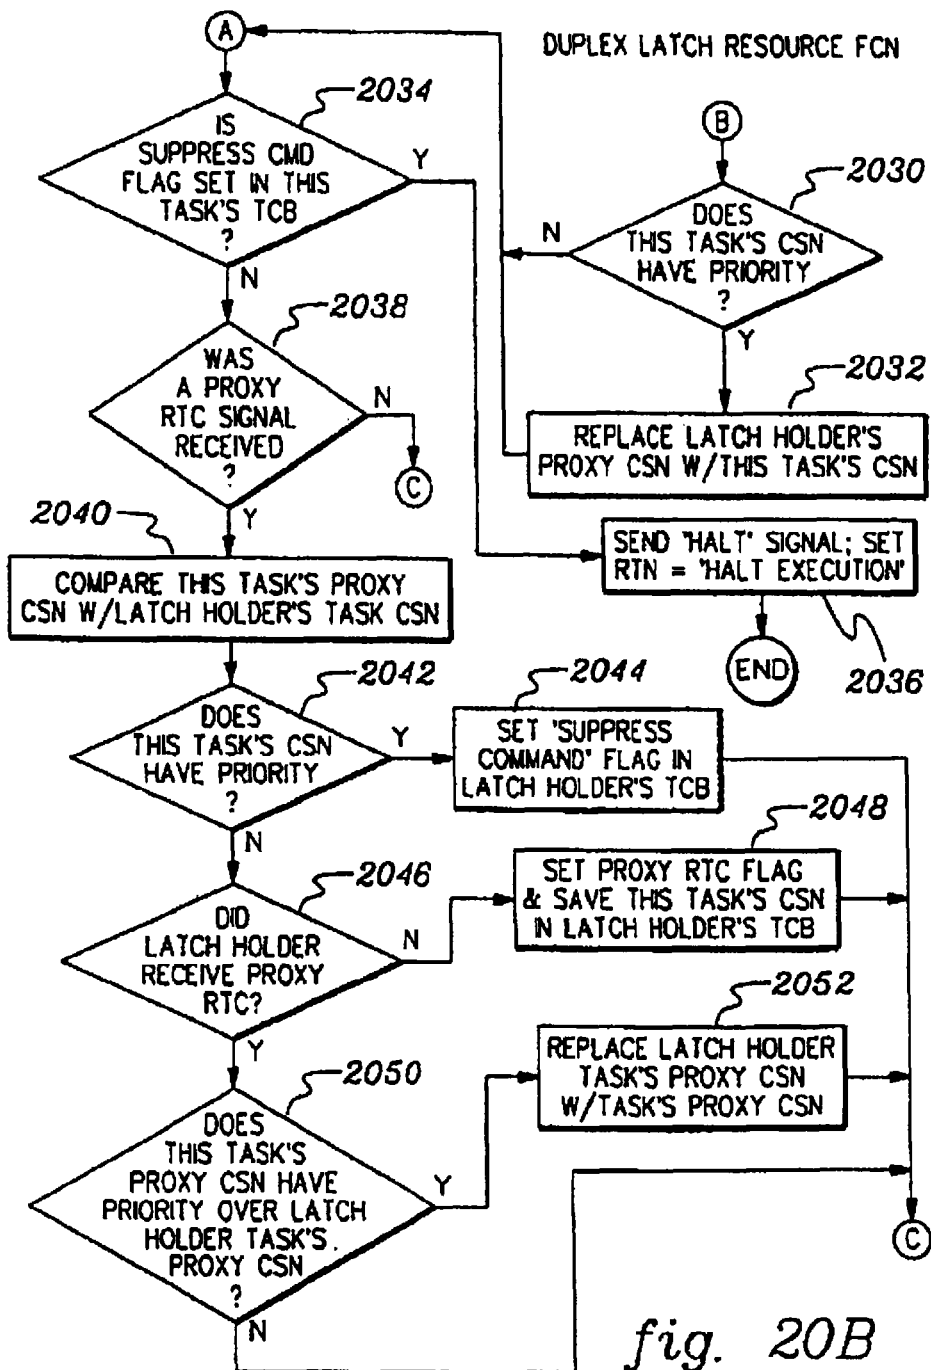 A
DUPLEX LATCH RESOURCE FCN
2034
IS
SUPPRESS CMD
FLAG SET IN THIS
TASK'S TCB
?
Y
N
B
2030
DOES
THIS TASK'S CSN
HAVE PRIORITY
?
N
Y
2038
WAS
A PROXY
RTC SIGNAL
RECEIVED
?
N
C
Y
2032
REPLACE LATCH HOLDER'S
PROXY CSN W/THIS TASK'S CSN
2040
COMPARE THIS TASK'S PROXY
CSN W/LATCH HOLDER'S TASK CSN
SEND 'HALT' SIGNAL; SET
RTN = 'HALT EXECUTION'
END
2036
2042
DOES
THIS TASK'S CSN
HAVE PRIORITY
?
Y
N
2044
SET 'SUPPRESS
COMMAND' FLAG IN
LATCH HOLDER'S TCB
2046
DID
LATCH HOLDER
RECEIVE PROXY
RTC?
N
Y
2048
SET PROXY RTC FLAG
& SAVE THIS TASK'S CSN
IN LATCH HOLDER'S TCB
2050
DOES
THIS TASK'S
PROXY CSN HAVE
PRIORITY OVER LATCH
HOLDER TASK'S
PROXY CSN
?
Y
N
2052
REPLACE LATCH HOLDER
TASK'S PROXY CSN
W/TASK'S PROXY CSN
C
fig. 20B